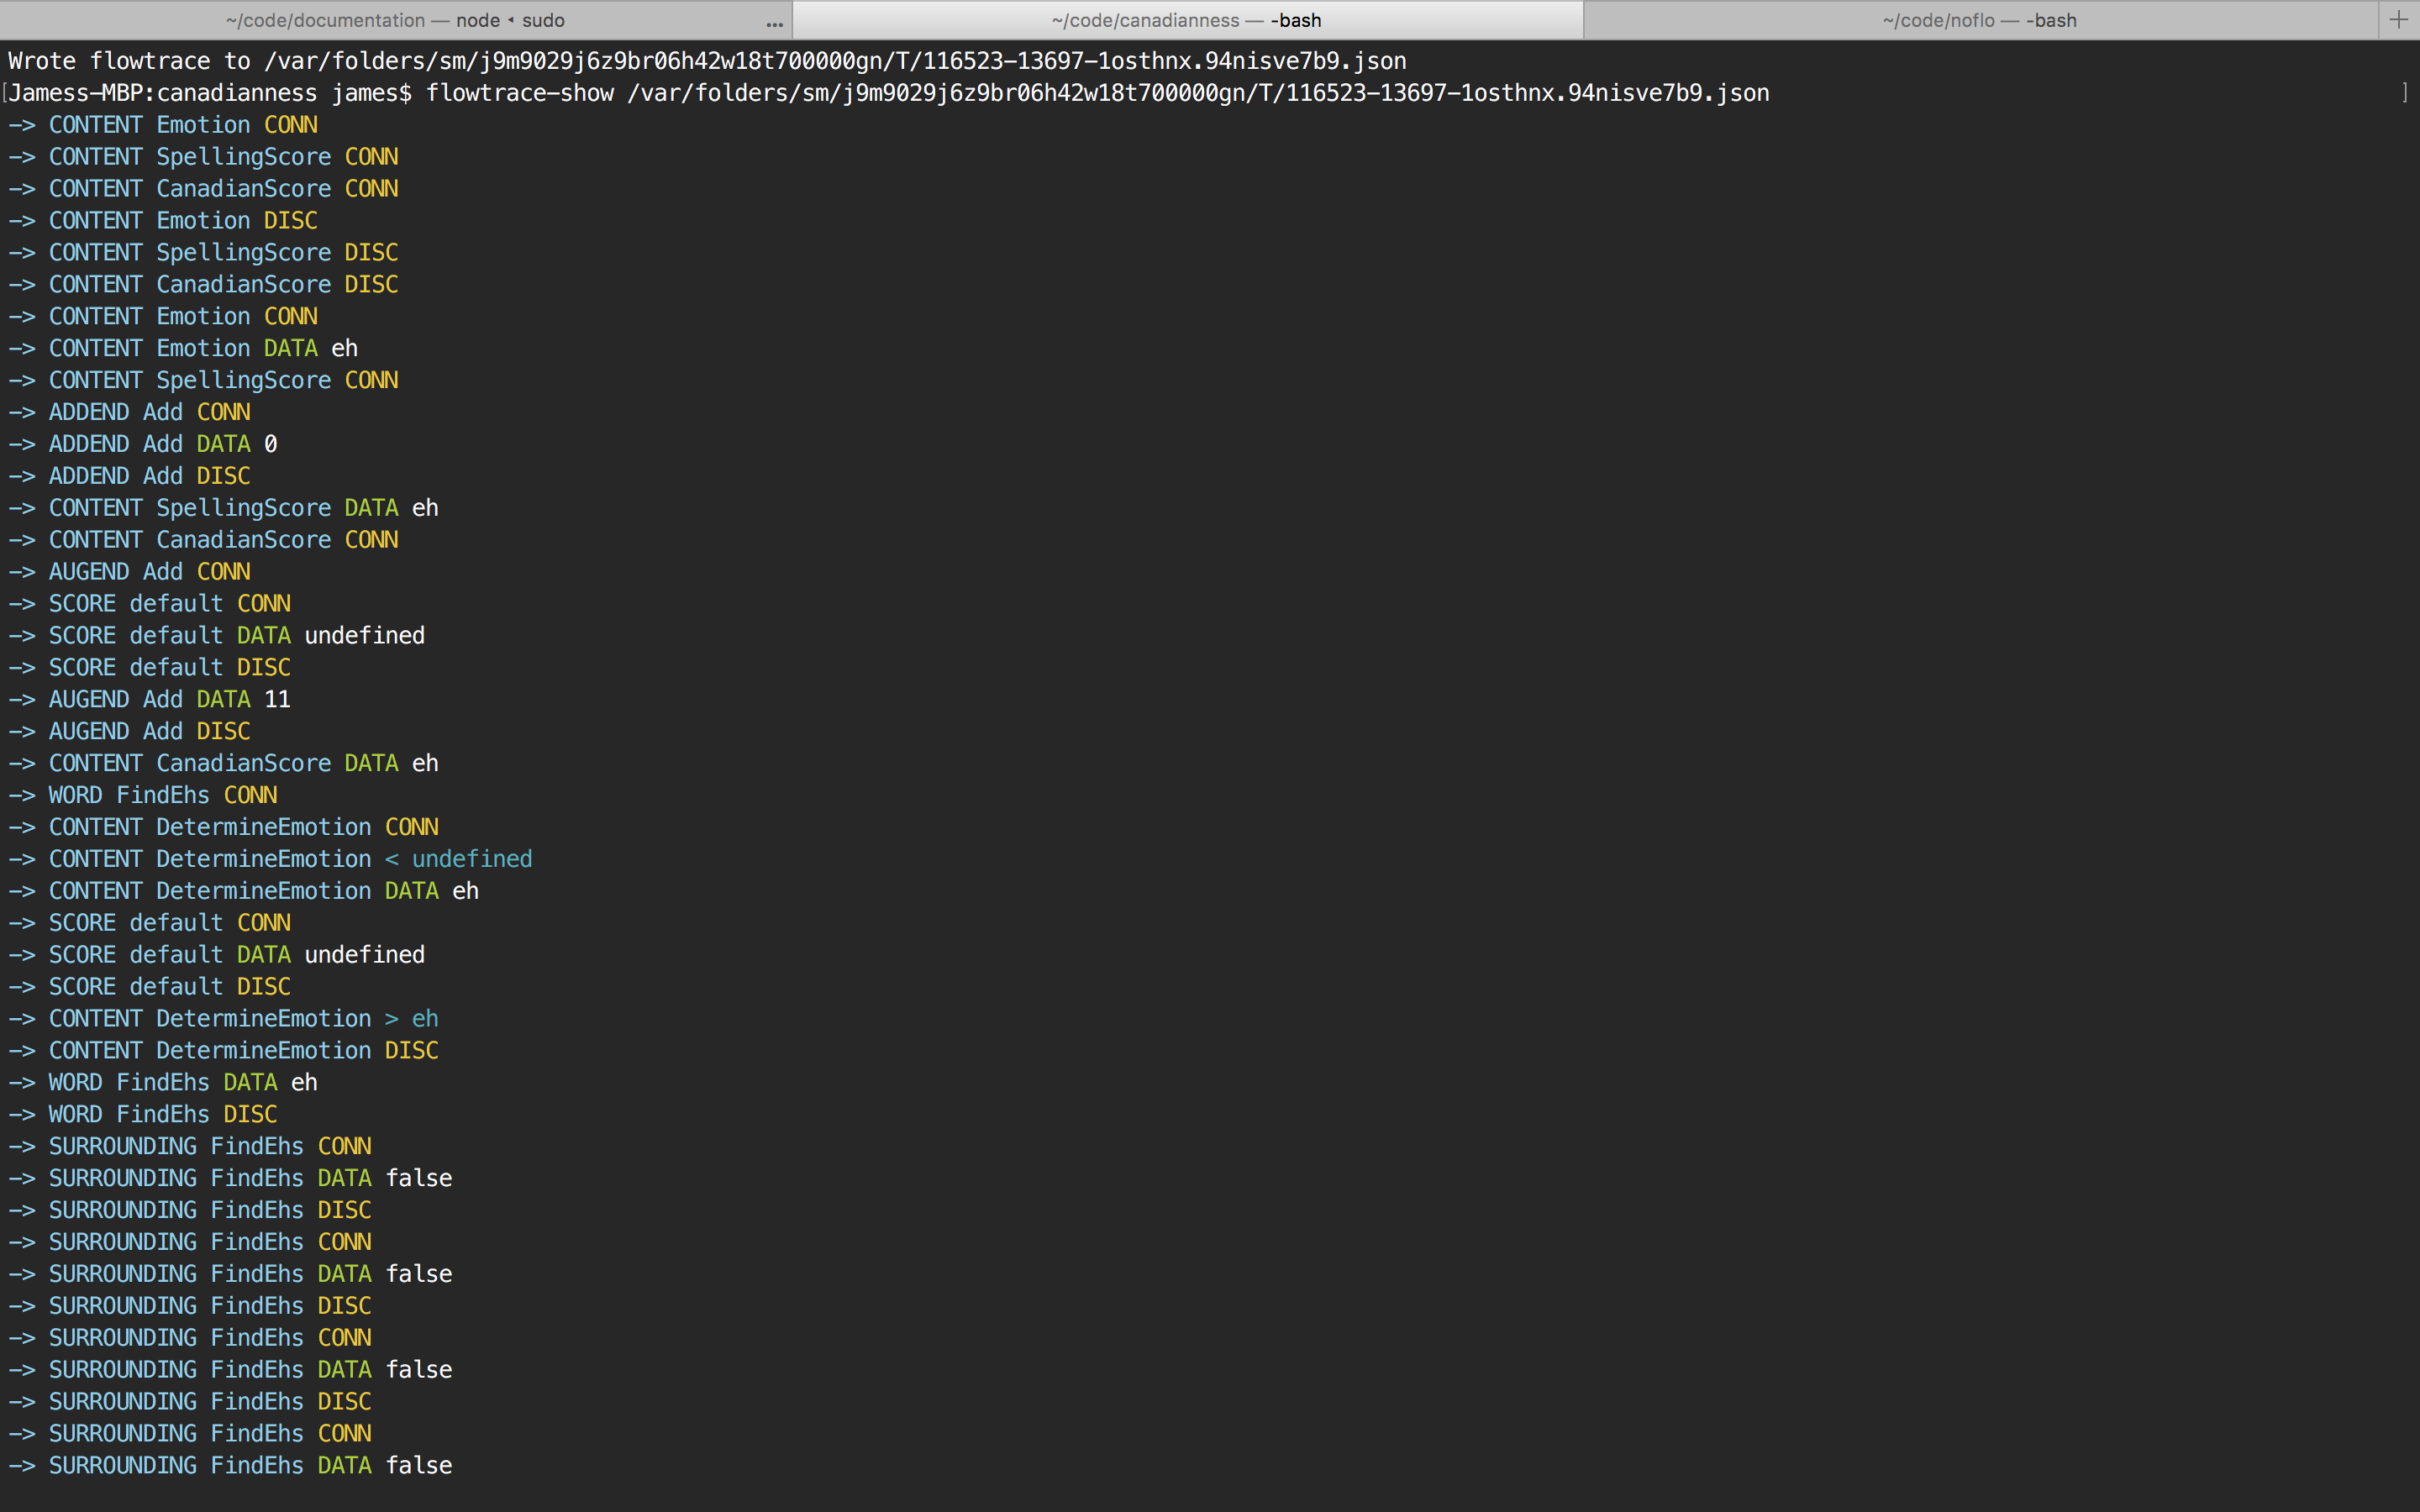 ~/code/documentation — node ◂ sudo ... ~/code/canadianness — -bash ~/code/noflo — -bash +
Wrote flowtrace to /var/folders/sm/j9m9029j6z9br06h42w18t700000gn/T/116523-13697-1osthnx.94nisve7b9.json
[Jamess-MBP:canadianness james$ flowtrace-show /var/folders/sm/j9m9029j6z9br06h42w18t700000gn/T/116523-13697-1osthnx.94nisve7b9.json ]
-> CONTENT Emotion CONN
-> CONTENT SpellingScore CONN
-> CONTENT CanadianScore CONN
-> CONTENT Emotion DISC
-> CONTENT SpellingScore DISC
-> CONTENT CanadianScore DISC
-> CONTENT Emotion CONN
-> CONTENT Emotion DATA eh
-> CONTENT SpellingScore CONN
-> ADDEND Add CONN
-> ADDEND Add DATA 0
-> ADDEND Add DISC
-> CONTENT SpellingScore DATA eh
-> CONTENT CanadianScore CONN
-> AUGEND Add CONN
-> SCORE default CONN
-> SCORE default DATA undefined
-> SCORE default DISC
-> AUGEND Add DATA 11
-> AUGEND Add DISC
-> CONTENT CanadianScore DATA eh
-> WORD FindEhs CONN
-> CONTENT DetermineEmotion CONN
-> CONTENT DetermineEmotion < undefined
-> CONTENT DetermineEmotion DATA eh
-> SCORE default CONN
-> SCORE default DATA undefined
-> SCORE default DISC
-> CONTENT DetermineEmotion > eh
-> CONTENT DetermineEmotion DISC
-> WORD FindEhs DATA eh
-> WORD FindEhs DISC
-> SURROUNDING FindEhs CONN
-> SURROUNDING FindEhs DATA false
-> SURROUNDING FindEhs DISC
-> SURROUNDING FindEhs CONN
-> SURROUNDING FindEhs DATA false
-> SURROUNDING FindEhs DISC
-> SURROUNDING FindEhs CONN
-> SURROUNDING FindEhs DATA false
-> SURROUNDING FindEhs DISC
-> SURROUNDING FindEhs CONN
-> SURROUNDING FindEhs DATA false